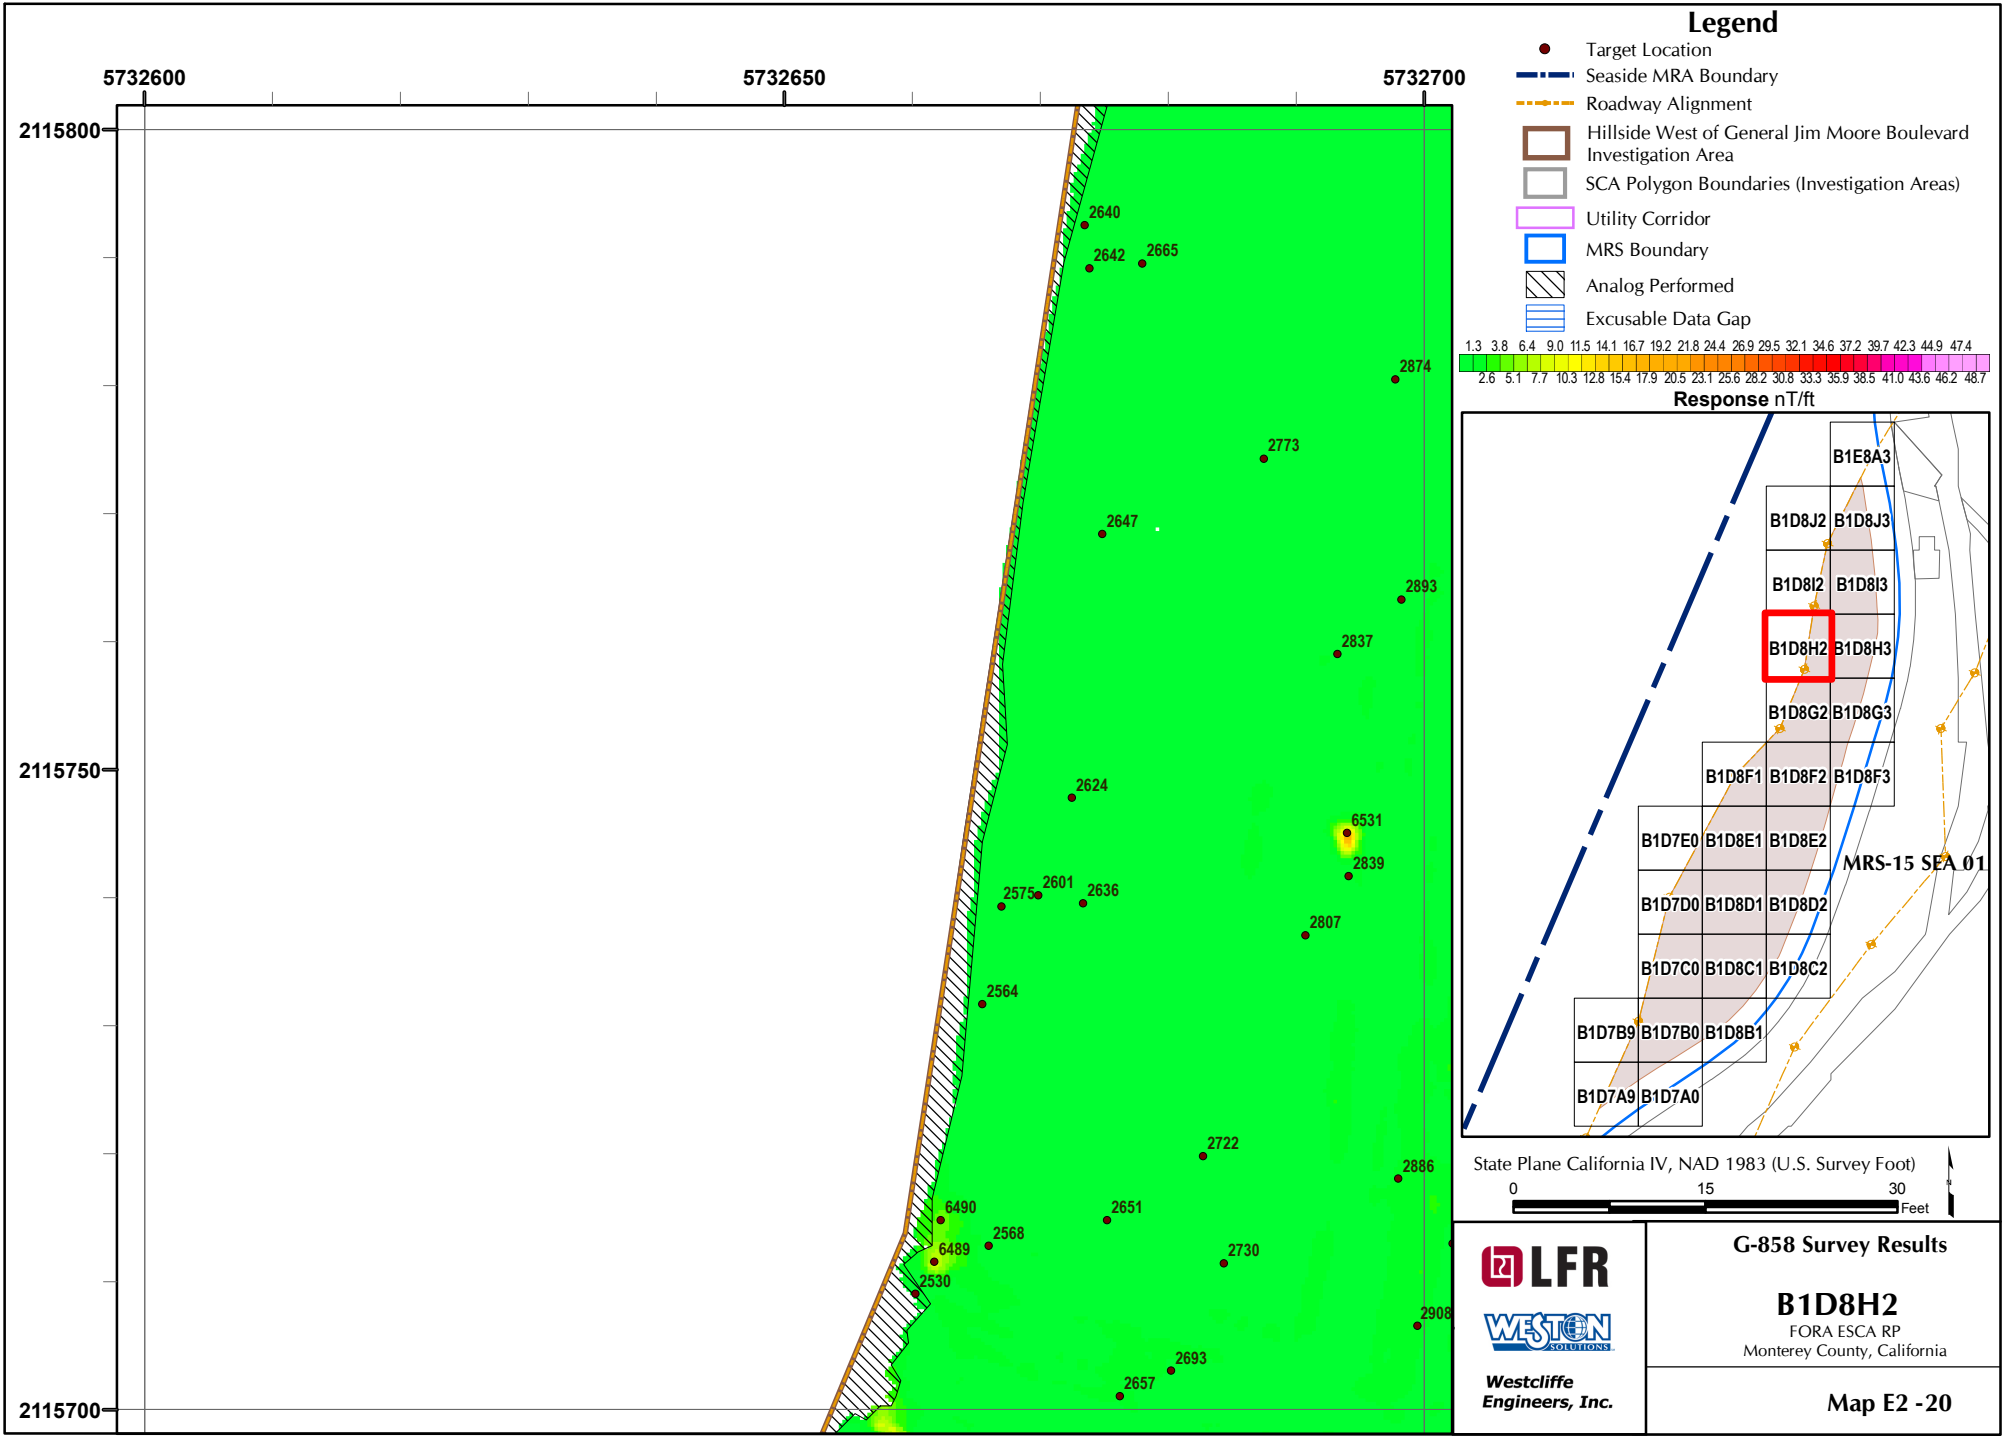 5732600
5732650
5732700
2115800
2115750
2115700
2640
2642
2665
2874
2773
2647
2893
2837
2624
6531
2839
2601
2575
2636
2807
2564
2722
2886
6490
2651
2568
6489
2730
2530
2908
2693
2657
Legend
Target Location
Seaside MRA Boundary
Roadway Alignment
Hillside West of General Jim Moore Boulevard
Investigation Area
SCA Polygon Boundaries (Investigation Areas)
Utility Corridor
MRS Boundary
Analog Performed
Excusable Data Gap
1.3 3.8 6.4 9.0 11.5 14.1 16.7 19.2 21.8 24.4 26.9 29.5 32.1 34.6 37.2 39.7 42.3 44.9 47.4
2.6 5.1 7.7 10.3 12.8 15.4 17.9 20.5 23.1 25.6 28.2 30.8 33.3 35.9 38.5 41.0 43.6 46.2 48.7
Response nT/ft
B1E8A3
B1D8J2 B1D8J3
B1D8I2 B1D8I3
B1D8H2 B1D8H3
B1D8G2 B1D8G3
B1D8F1 B1D8F2 B1D8F3
B1D7E0 B1D8E1 B1D8E2
MRS-15 SEA 01
B1D7D0 B1D8D1 B1D8D2
B1D7C0 B1D8C1 B1D8C2
B1D7B9 B1D7B0 B1D8B1
B1D7A9 B1D7A0
State Plane California IV, NAD 1983 (U.S. Survey Foot)
0 15 30
Feet
N
LFR
WESTON
SOLUTIONS
Westcliffe
Engineers, Inc.
G-858 Survey Results
B1D8H2
FORA ESCA RP
Monterey County, California
Map E2 -20